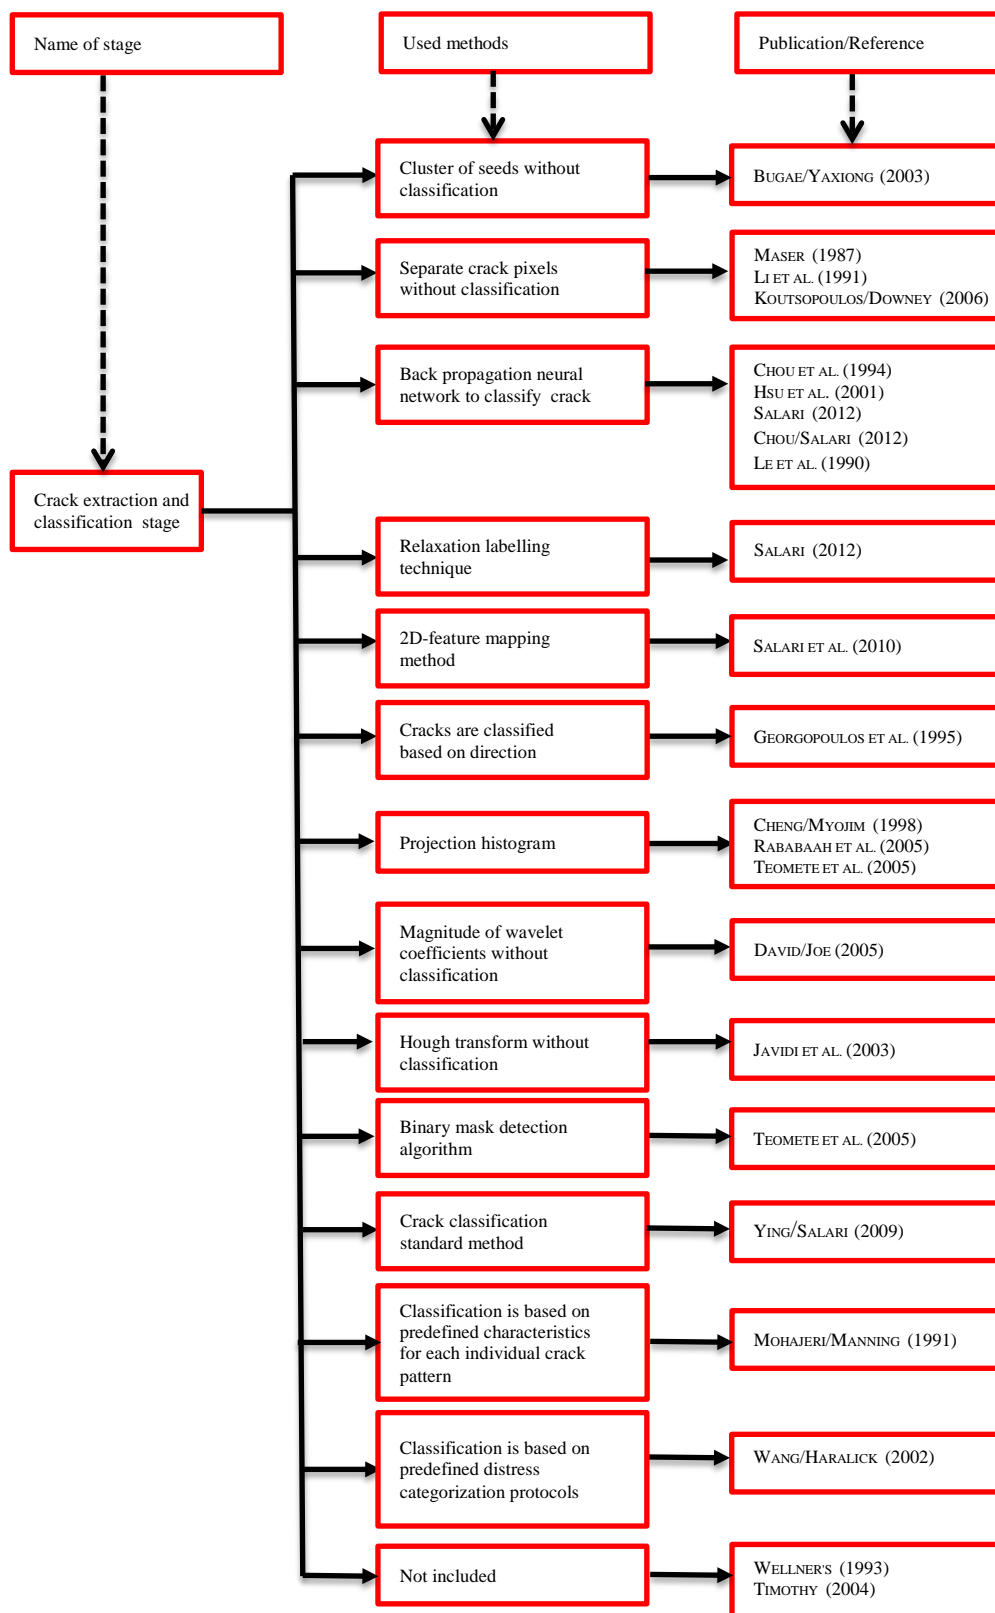 Name of stage
Used methods
Publication/Reference
Cluster of seeds without
classification
BUGAE/YAXIONG (2003)
Separate crack pixels
without classification
MASER (1987)
LI ET AL. (1991)
KOUTSOPOULOS/DOWNEY (2006)
Back propagation neural
network to classify crack
CHOU ET AL. (1994)
HSU ET AL. (2001)
SALARI (2012)
CHOU/SALARI (2012)
LE ET AL. (1990)
Crack extraction and
classification stage
Relaxation labelling
technique
SALARI (2012)
2D-feature mapping
method
SALARI ET AL. (2010)
Cracks are classified
based on direction
GEORGOPOULOS ET AL. (1995)
Projection histogram
CHENG/MYOJIM (1998)
RABABAAH ET AL. (2005)
TEOMETE ET AL. (2005)
Magnitude of wavelet
coefficients without
classification
DAVID/JOE (2005)
Hough transform without
classification
JAVIDI ET AL. (2003)
Binary mask detection
algorithm
TEOMETE ET AL. (2005)
Crack classification
standard method
YING/SALARI (2009)
Classification is based on
predefined characteristics
for each individual crack
pattern
MOHAJERI/MANNING (1991)
Classification is based on
predefined distress
categorization protocols
WANG/HARALICK (2002)
Not included
WELLNER'S (1993)
TIMOTHY (2004)